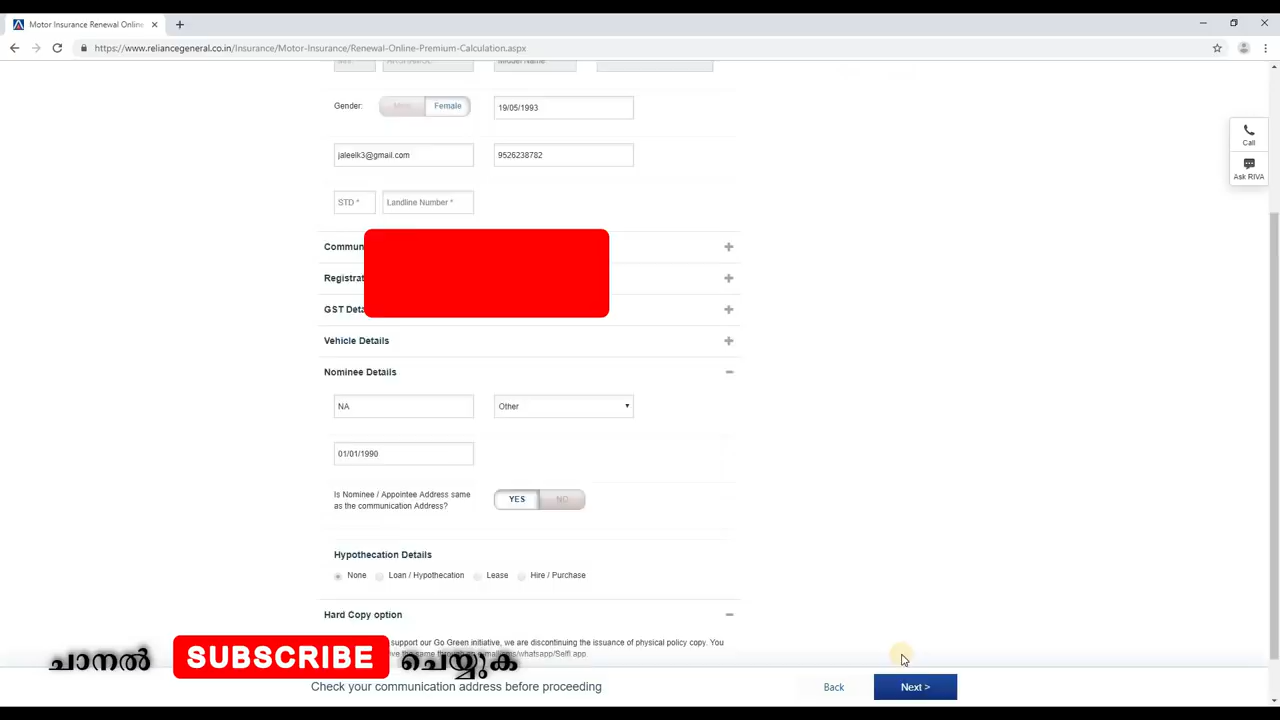 Motor Insurance Renewal Online
https://www.reliancegeneral.co.in/Insurance/Motor-Insurance/Renewal-Online-Premium-Calculation.aspx
Gender:
Female
19/05/1993
jaleelk3@gmail.com
9526238782
STD *
Landline Number *
Call
Ask RIVA
Commun
Registrat
GST Deta
Vehicle Details
Nominee Details
NA
Other
01/01/1990
Is Nominee / Appointee Address same
as the communication Address?
YES
NO
Hypothecation Details
None
Loan / Hypothecation
Lease
Hire / Purchase
Hard Copy option
support our Go Green initiative, we are discontinuing the issuance of physical policy copy. You
the same through
ചാനൽ SUBSCRIBE ചെയ്യുക
Check your communication address before proceeding
Back
Next >